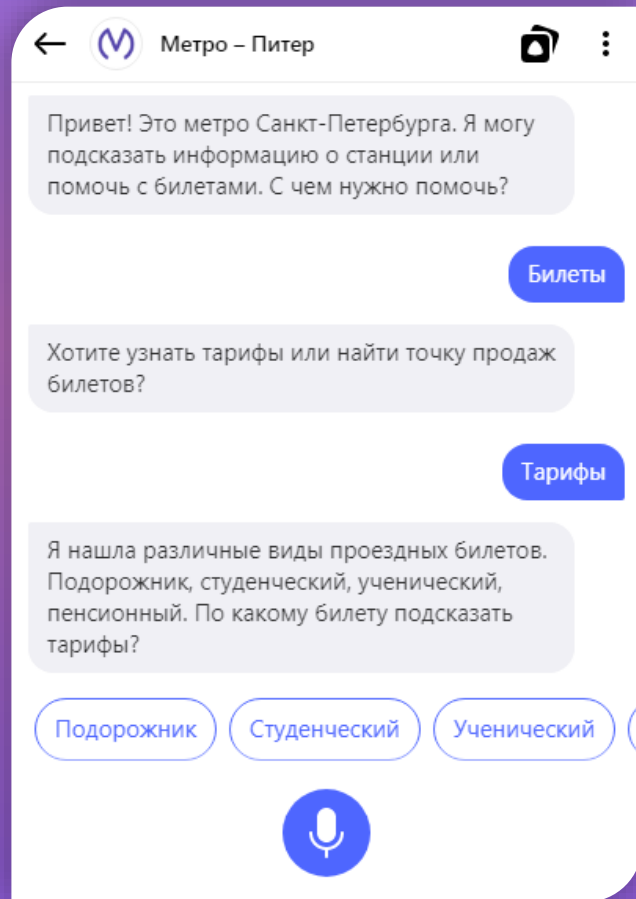 Метро – Питер
Привет! Это метро Санкт-Петербурга. Я могу
подсказать информацию о станции или
помочь с билетами. С чем нужно помочь?
Билеты
Хотите узнать тарифы или найти точку продаж
билетов?
Тарифы
Я нашла различные виды проездных билетов.
Подорожник, студенческий, ученический,
пенсионный. По какому билету подсказать
тарифы?
Подорожник Студенческий Ученический